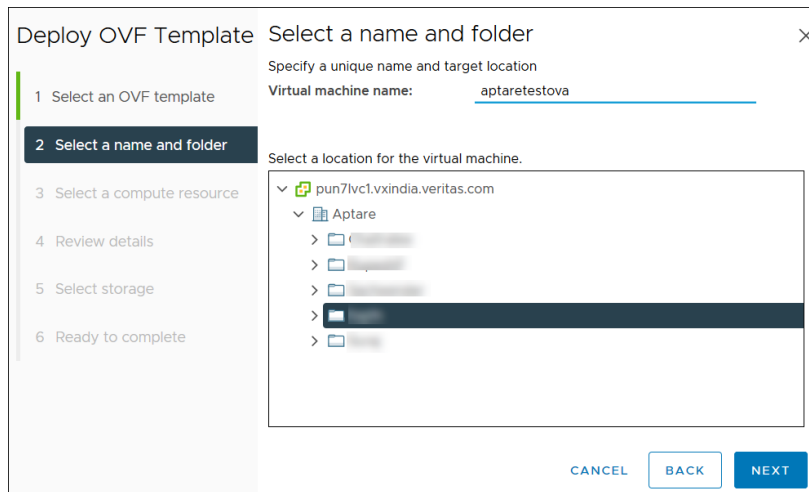 Deploy OVF Template
1 Select an OVF template
2 Select a name and folder
3 Select a compute resource
4 Review details
5 Select storage
6 Ready to complete
Select a name and folder
Specify a unique name and target location
Virtual machine name: aptaretestova
Select a location for the virtual machine.
pun7lvc1.vxindia.veritas.com
Aptare
CANCEL BACK NEXT